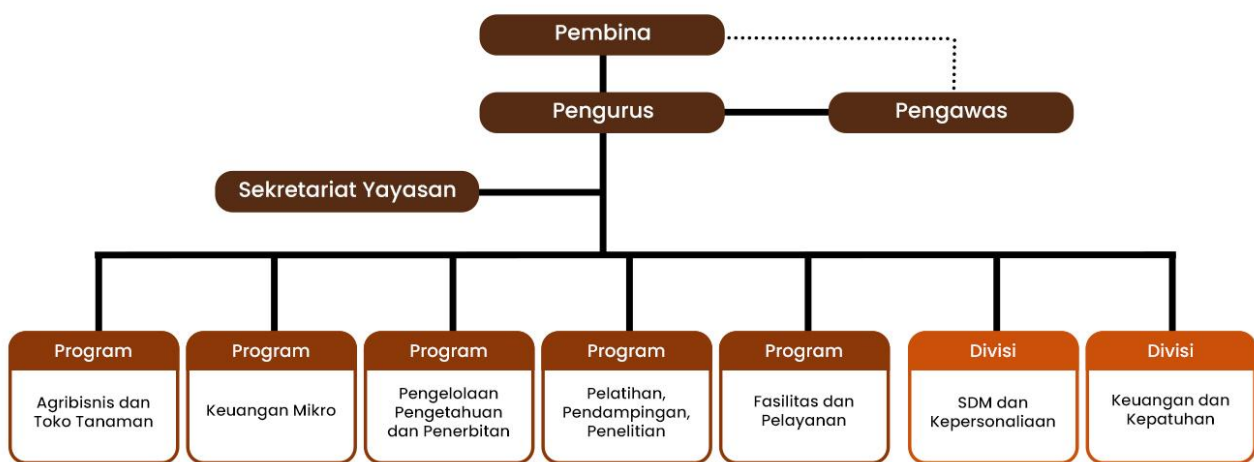 Pembina
Pengurus
Pengawas
Sekretariat Yayasan
Program
Agribisnis dan
Toko Tanaman
Program
Keuangan Mikro
Program
Pengelolaan
Pengetahuan
dan Penerbitan
Program
Pelatihan,
Pendampingan,
Penelitian
Program
Fasilitas dan
Pelayanan
Divisi
SDM dan
Kepersonaliaan
Divisi
Keuangan dan
Kepatuhan